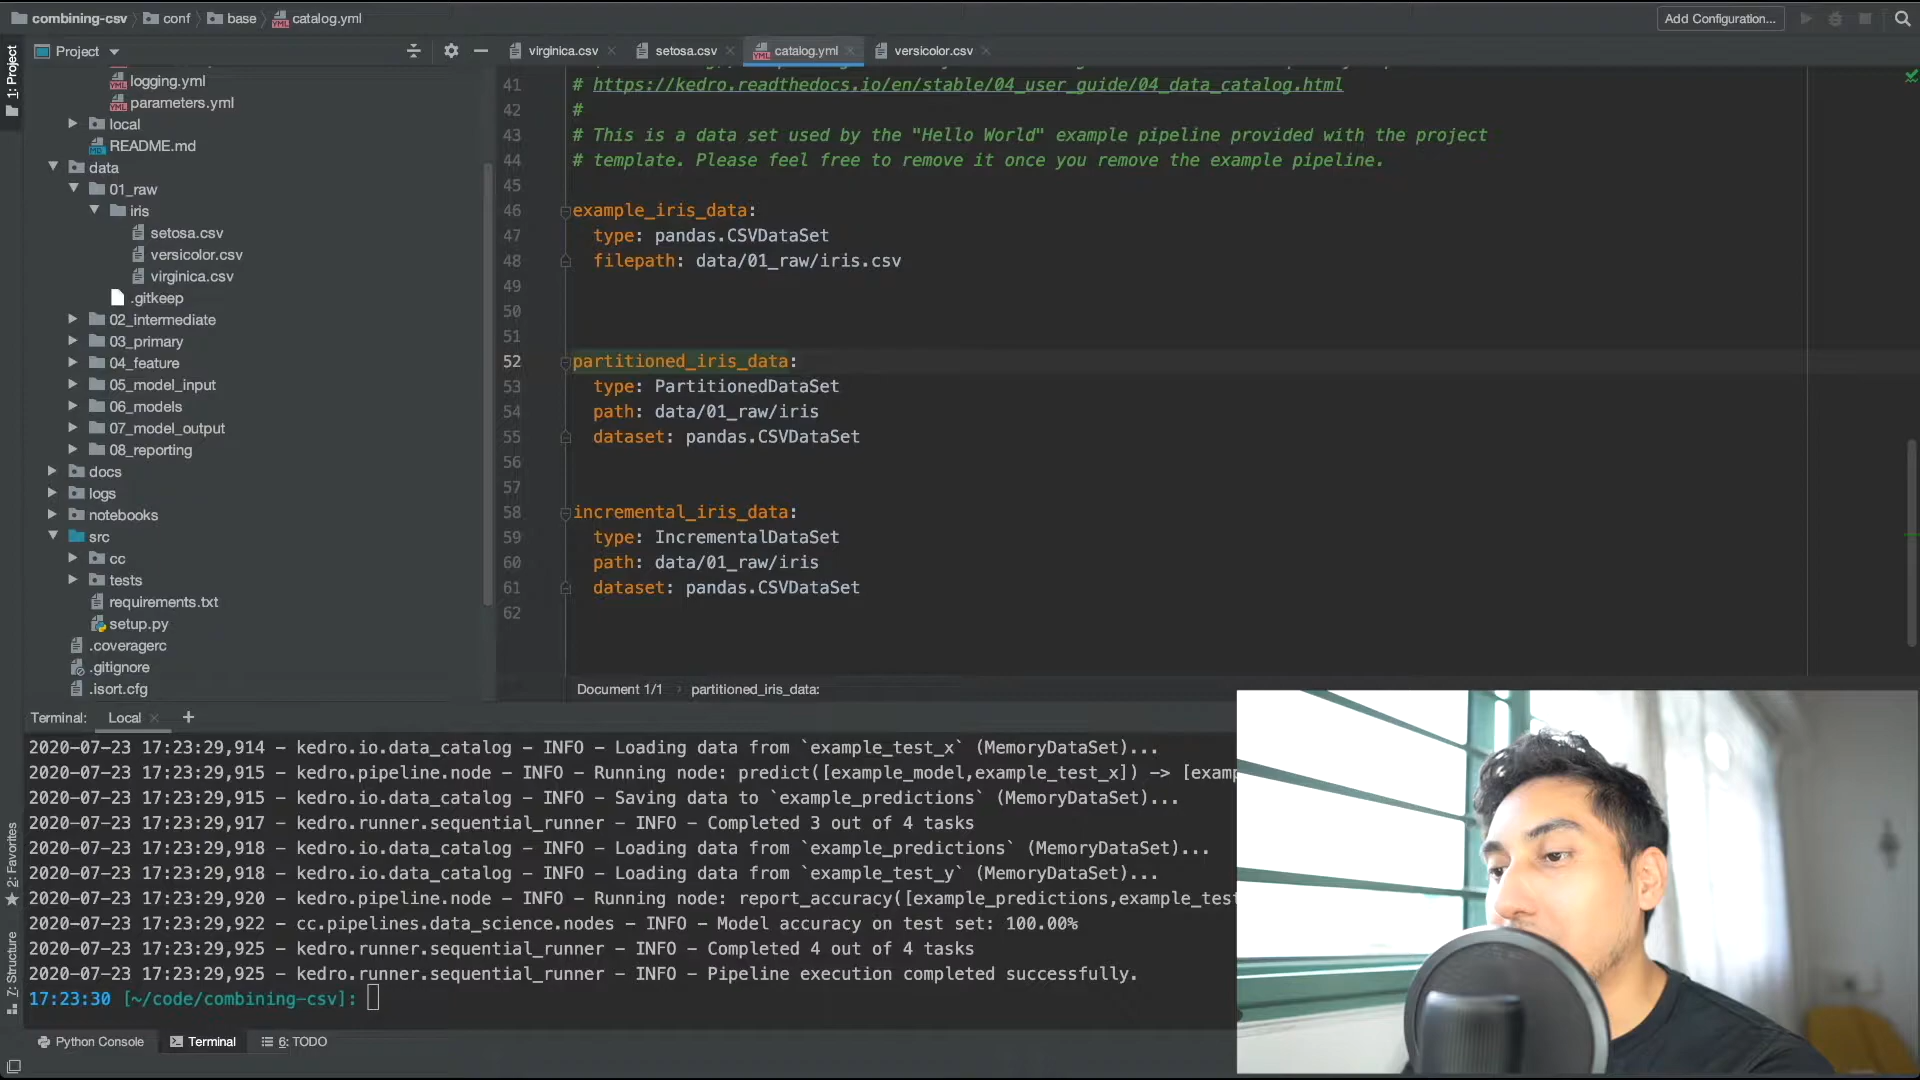 combining-csv conf base catalog.yml Add Configuration...
1: Project
Project
logging.yml
parameters.yml
local
README.md
data
01_raw
iris
setosa.csv
versicolor.csv
virginica.csv
.gitkeep
02_intermediate
03_primary
04_feature
05_model_input
06_models
07_model_output
08_reporting
docs
logs
notebooks
src
cc
tests
requirements.txt
setup.py
.coveragerc
.gitignore
.isort.cfg
virginica.csv setosa.csv catalog.yml versicolor.csv
41 # https://kedro.readthedocs.io/en/stable/04_user_guide/04_data_catalog.html
42 #
43 # This is a data set used by the "Hello World" example pipeline provided with the project
44 # template. Please feel free to remove it once you remove the example pipeline.
45
46 example_iris_data:
47 type: pandas.CSVDataSet
48 filepath: data/01_raw/iris.csv
49
50
51
52 partitioned_iris_data:
53 type: PartitionedDataSet
54 path: data/01_raw/iris
55 dataset: pandas.CSVDataSet
56
57
58 incremental_iris_data:
59 type: IncrementalDataSet
60 path: data/01_raw/iris
61 dataset: pandas.CSVDataSet
62
Document 1/1 › partitioned_iris_data:
Terminal: Local +
2020-07-23 17:23:29,914 - kedro.io.data_catalog - INFO - Loading data from `example_test_x` (MemoryDataSet)...
2020-07-23 17:23:29,915 - kedro.pipeline.node - INFO - Running node: predict([example_model,example_test_x]) -> [exam
2020-07-23 17:23:29,915 - kedro.io.data_catalog - INFO - Saving data to `example_predictions` (MemoryDataSet)...
2020-07-23 17:23:29,917 - kedro.runner.sequential_runner - INFO - Completed 3 out of 4 tasks
2020-07-23 17:23:29,918 - kedro.io.data_catalog - INFO - Loading data from `example_predictions` (MemoryDataSet)...
2020-07-23 17:23:29,918 - kedro.io.data_catalog - INFO - Loading data from `example_test_y` (MemoryDataSet)...
2020-07-23 17:23:29,920 - kedro.pipeline.node - INFO - Running node: report_accuracy([example_predictions,example_test
2020-07-23 17:23:29,922 - cc.pipelines.data_science.nodes - INFO - Model accuracy on test set: 100.00%
2020-07-23 17:23:29,925 - kedro.runner.sequential_runner - INFO - Completed 4 out of 4 tasks
2020-07-23 17:23:29,925 - kedro.runner.sequential_runner - INFO - Pipeline execution completed successfully.
17:23:30 [~/code/combining-csv]:
2: Favorites
7: Structure
Python Console Terminal 6: TODO